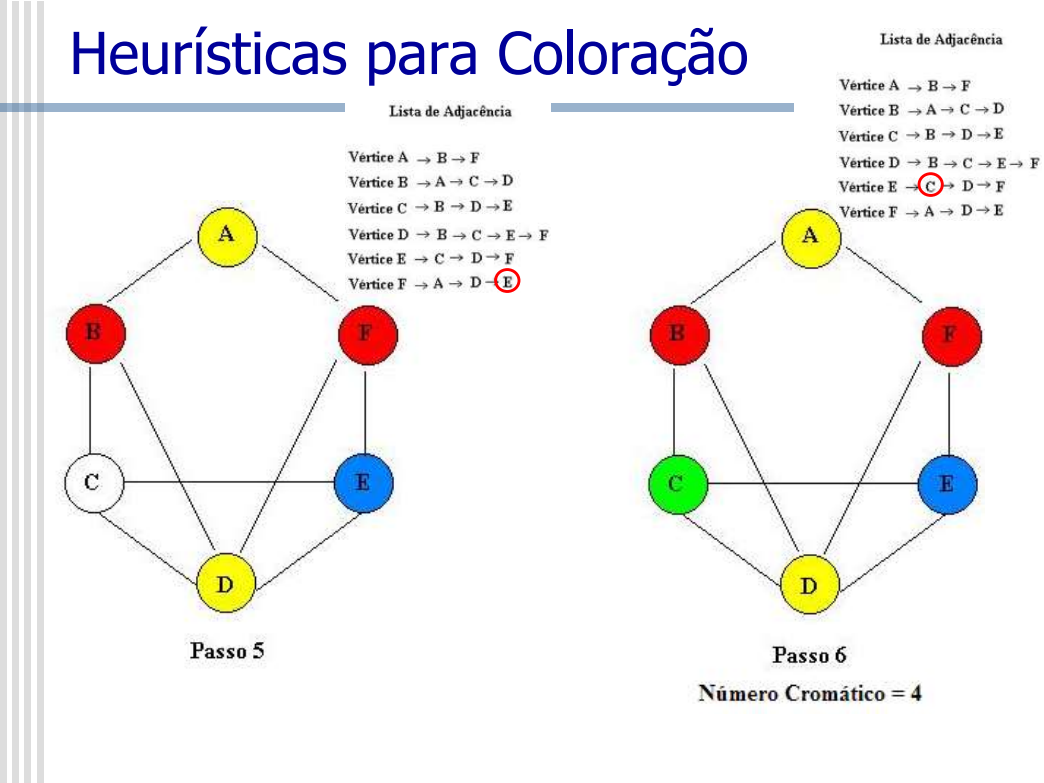 Heurísticas para Coloração
Lista de Adjacência
Vértice A → B → F
Vértice B → A → C → D
Vértice C → B → D → E
Vértice D → B → C → E → F
Vértice E → C → D → F
Vértice F → A → D → E
A
B
F
C
E
D
Passo 5
Lista de Adjacência
Vértice A → B → F
Vértice B → A → C → D
Vértice C → B → D → E
Vértice D → B → C → E → F
Vértice E → C → D → F
Vértice F → A → D → E
A
B
F
C
E
D
Passo 6
Número Cromático = 4